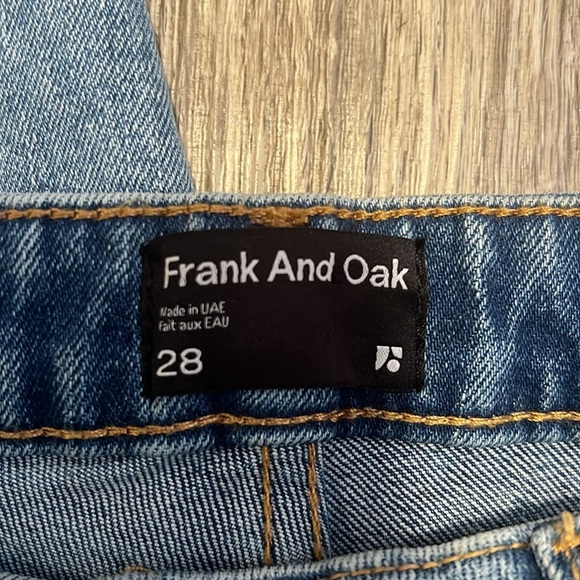 Frank And Oak
Made in UAE
Fait aux EAU
28